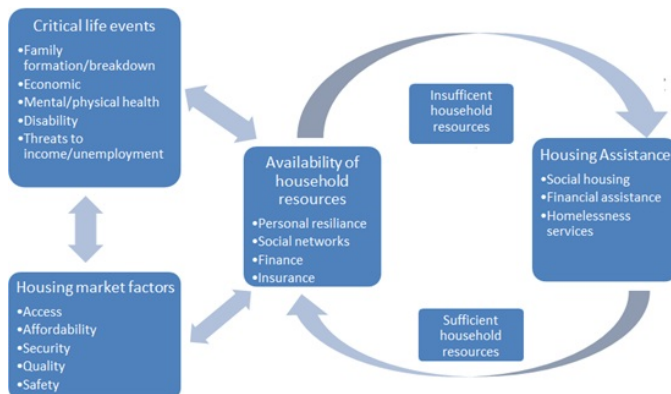 Critical life events
•Family
formation/breakdown
•Economic
•Mental/physical health
•Disability
•Threats to
income/unemployment
Insufficient
household
resources
Availability of
household
resources
•Personal resiliance
•Social networks
•Finance
•Insurance
Housing Assistance
•Social housing
•Financial assistance
•Homelessness
services
Housing market factors
•Access
•Affordability
•Security
•Quality
•Safety
Sufficient
household
resources